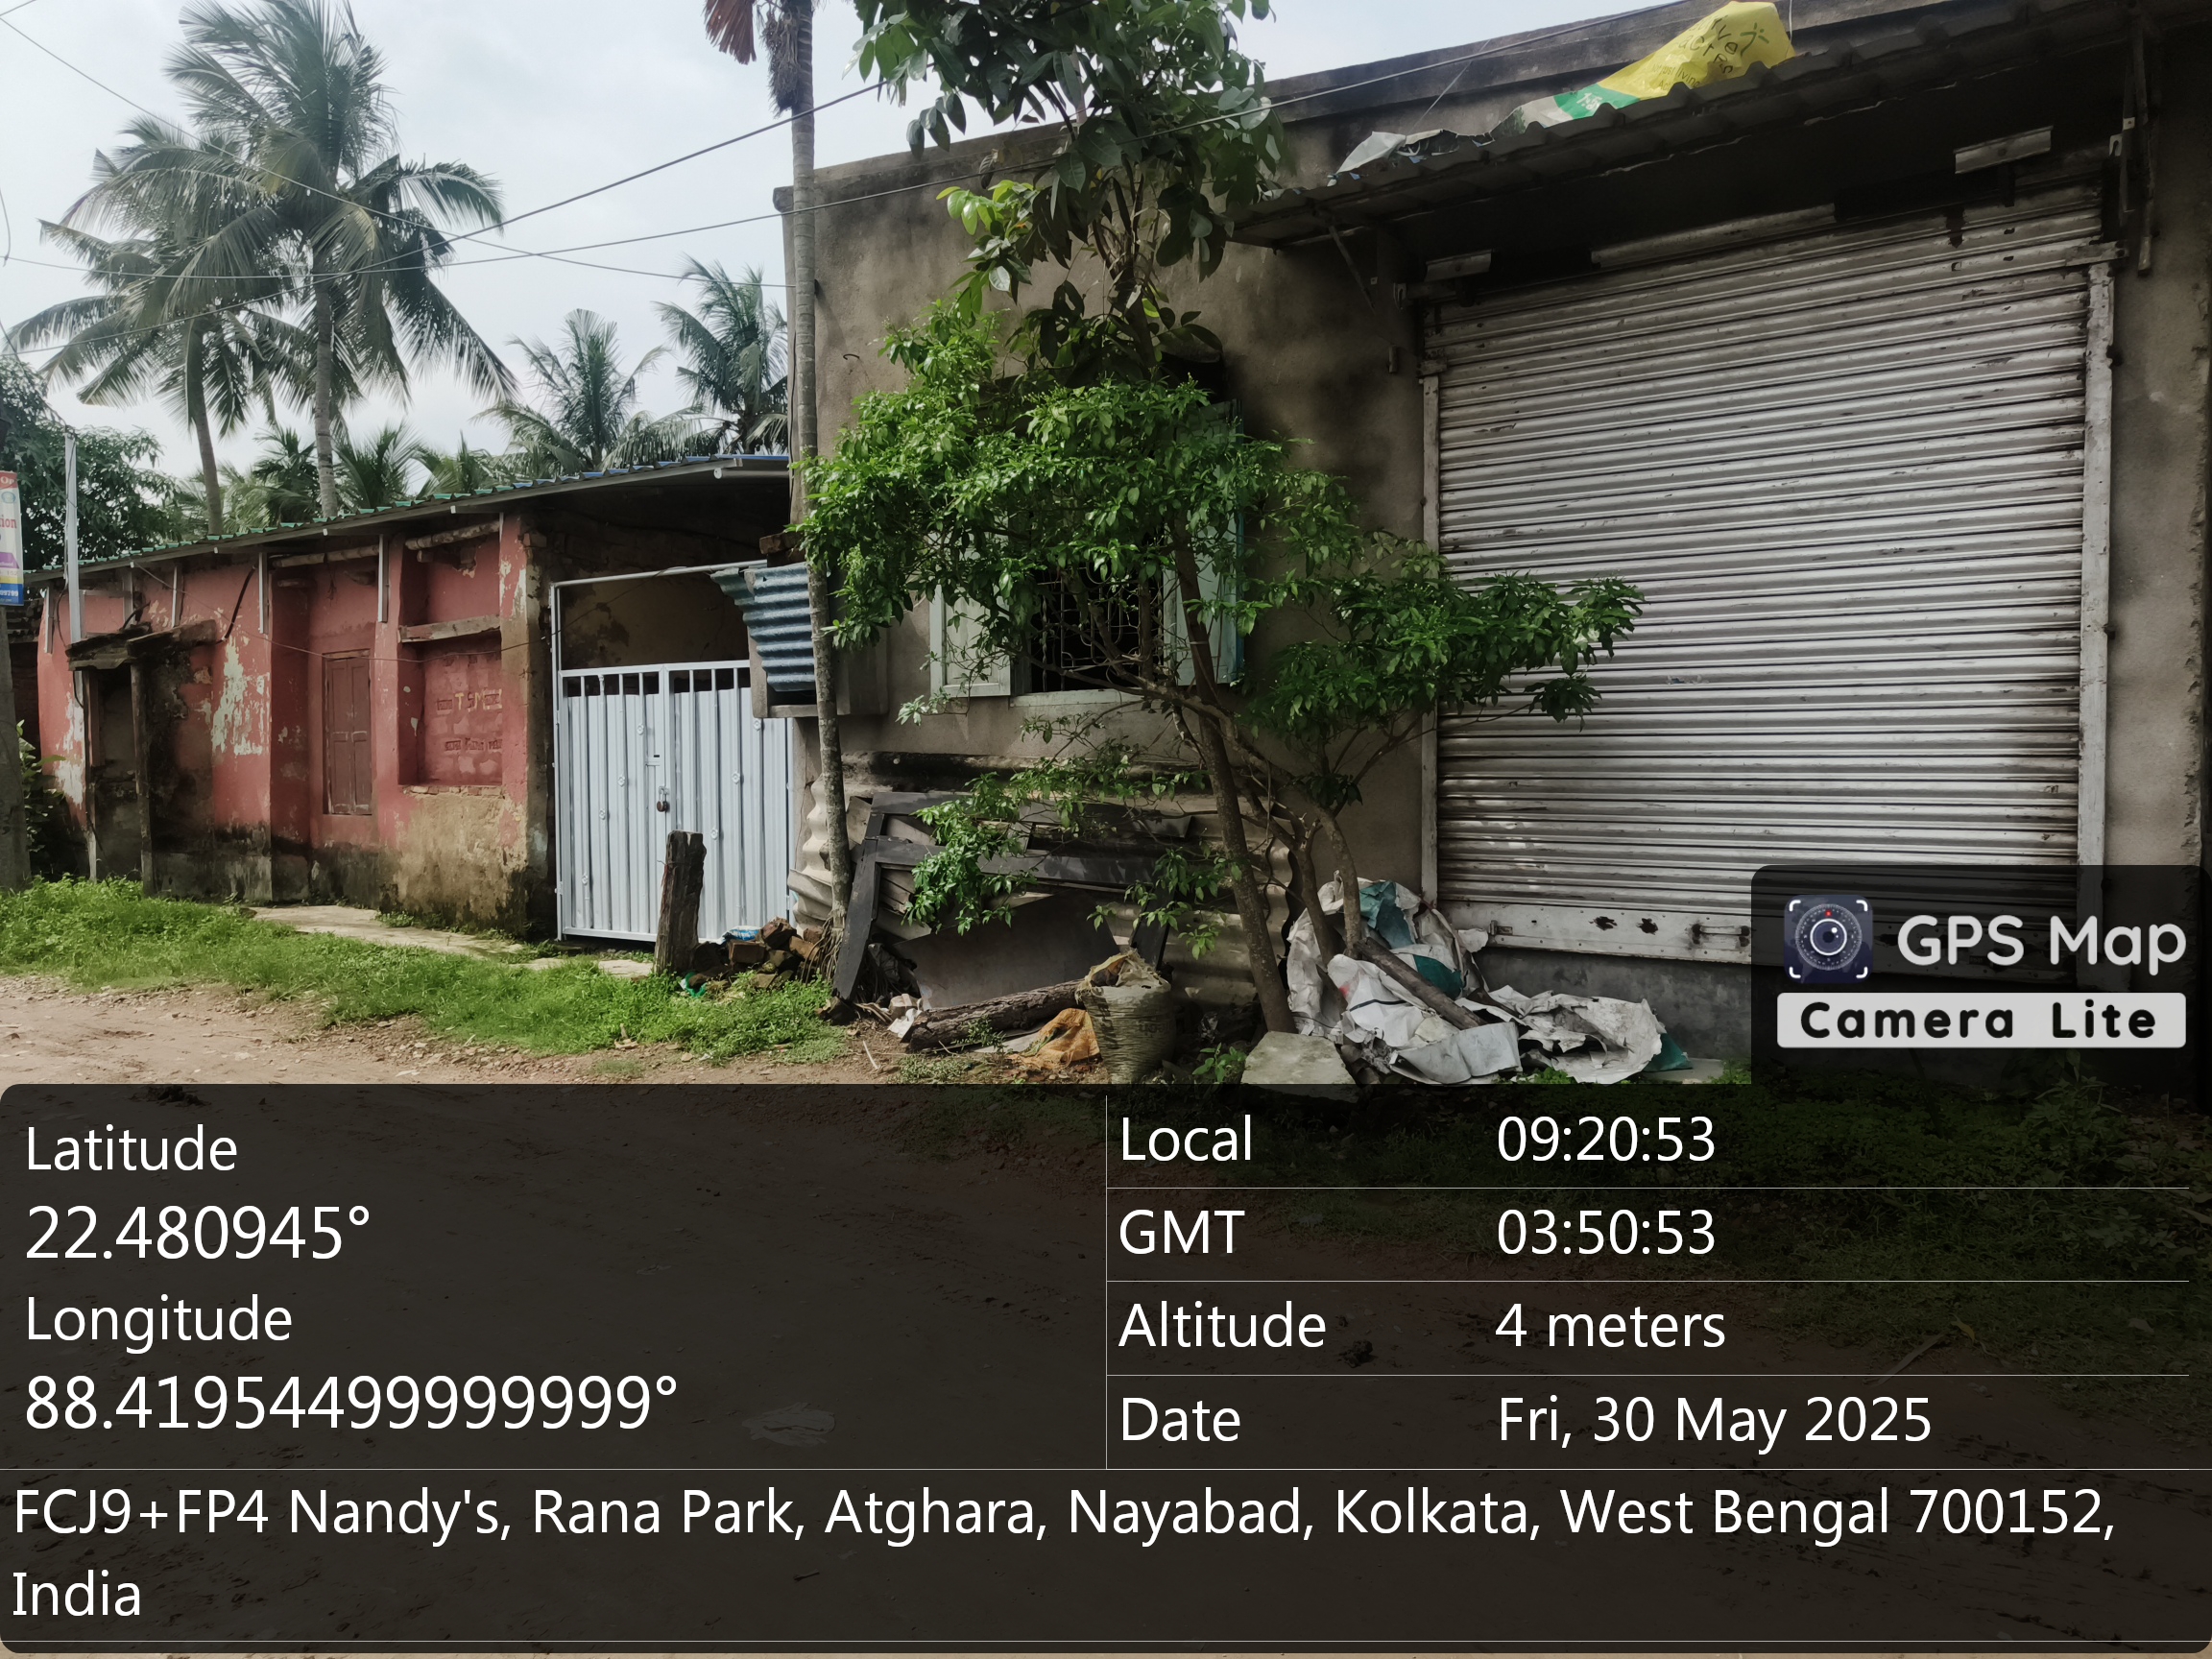 GPS Map
Camera Lite
Latitude
22.480945°
Longitude
88.41954499999999°
Local 09:20:53
GMT 03:50:53
Altitude 4 meters
Date Fri, 30 May 2025
FCJ9+FP4 Nandy's, Rana Park, Atghara, Nayabad, Kolkata, West Bengal 700152,
India